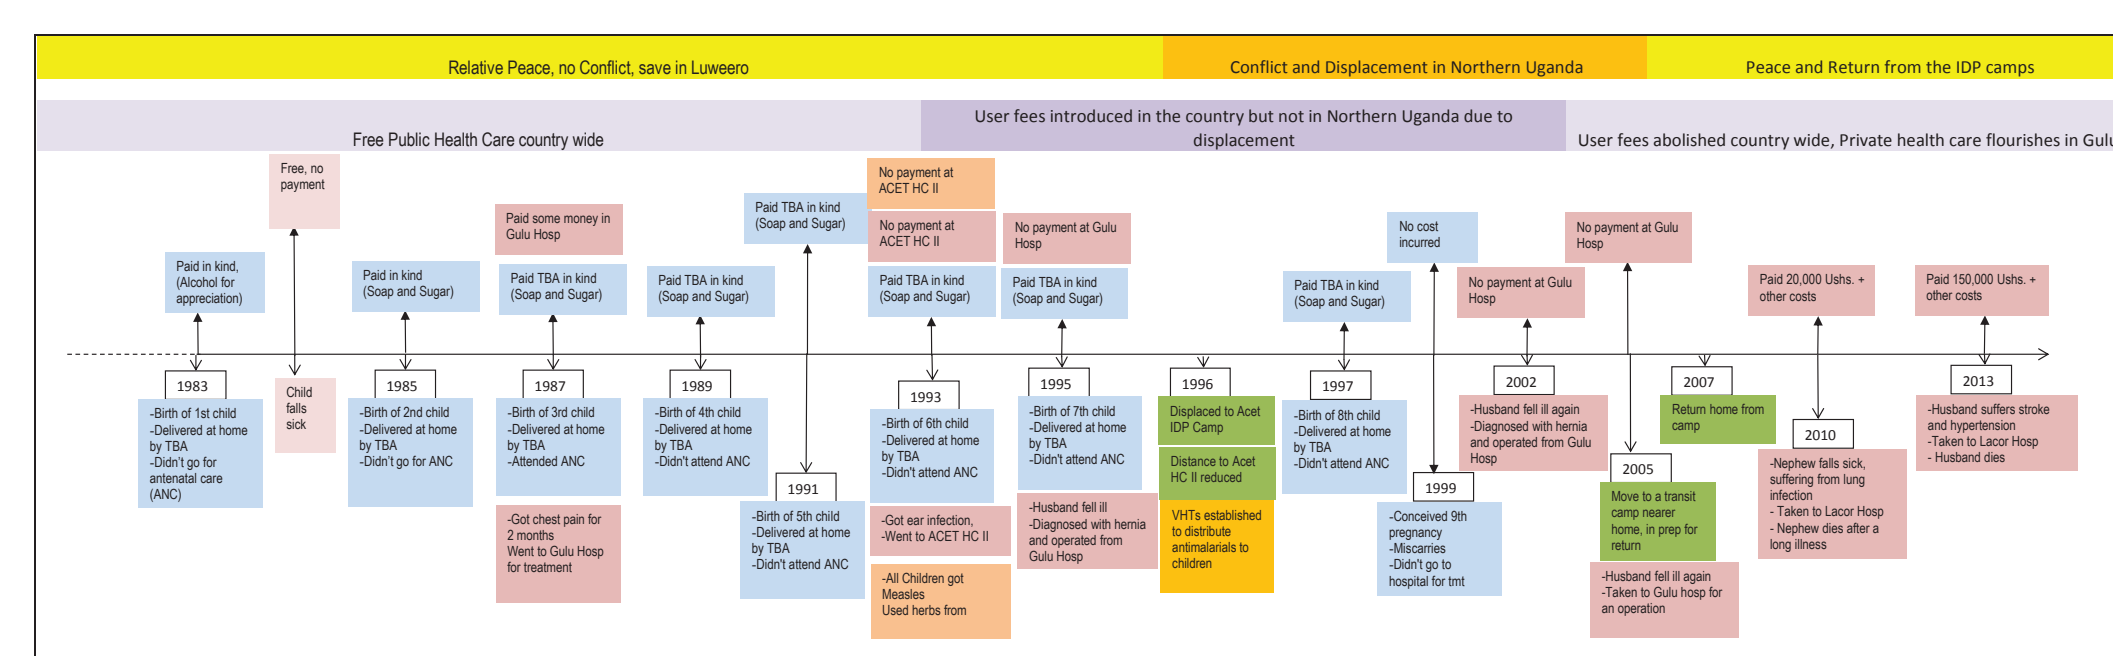 Relative Peace, no Conflict, save in Luweero
Conflict and Displacement in Northern Uganda
Peace and Return from the IDP camps
Free Public Health Care country wide
User fees introduced in the country but not in Northern Uganda due to
displacement
User fees abolished country wide, Private health care flourishes in Gulu
Paid in kind,
(Alcohol for
appreciation)
Free, no
payment
Paid in kind
(Soap and Sugar)
Paid some money in
Gulu Hosp
Paid TBA in kind
(Soap and Sugar)
Paid TBA in kind
(Soap and Sugar)
Paid TBA in kind
(Soap and Sugar)
No payment at
ACET HC II
No payment at
ACET HC II
Paid TBA in kind
(Soap and Sugar)
No payment at Gulu
Hosp
Paid TBA in kind
(Soap and Sugar)
Paid TBA in kind
(Soap and Sugar)
No cost
incurred
No payment at Gulu
Hosp
No payment at Gulu
Hosp
Paid 20,000 Ushs. +
other costs
Paid 150,000 Ushs. +
other costs
1983
-Birth of 1st child
-Delivered at home
by TBA
-Didn't go for
antenatal care
(ANC)
Child
falls
sick
1985
-Birth of 2nd child
-Delivered at home
by TBA
-Didn't go for ANC
1987
-Birth of 3rd child
-Delivered at home
by TBA
-Attended ANC
-Got chest pain for
2 months
Went to Gulu Hosp
for treatment
1989
-Birth of 4th child
-Delivered at home
by TBA
-Didn't attend ANC
1991
-Birth of 5th child
-Delivered at home
by TBA
-Didn't attend ANC
1993
-Birth of 6th child
-Delivered at home
by TBA
-Didn't attend ANC
-Got ear infection,
-Went to ACET HC II
-All Children got
Measles
Used herbs from
1995
-Birth of 7th child
-Delivered at home
by TBA
-Didn't attend ANC
-Husband fell ill
-Diagnosed with hernia
and operated from
Gulu Hosp
1996
Displaced to Acet
IDP Camp
Distance to Acet
HC II reduced
VHTs established
to distribute
antimalarials to
children
1997
-Birth of 8th child
-Delivered at home
by TBA
-Didn't attend ANC
1999
-Conceived 9th
pregnancy
-Miscarries
-Didn't go to
hospital for tmt
2002
-Husband fell ill again
-Diagnosed with hernia
and operated from Gulu
Hosp
2005
Move to a transit
camp nearer
home, in prep for
return
-Husband fell ill again
-Taken to Gulu hosp for
an operation
2007
Return home from
camp
2010
-Nephew falls sick,
suffering from lung
infection
- Taken to Lacor Hosp
- Nephew dies after a
long illness
2013
-Husband suffers stroke
and hypertension
-Taken to Lacor Hosp
- Husband dies